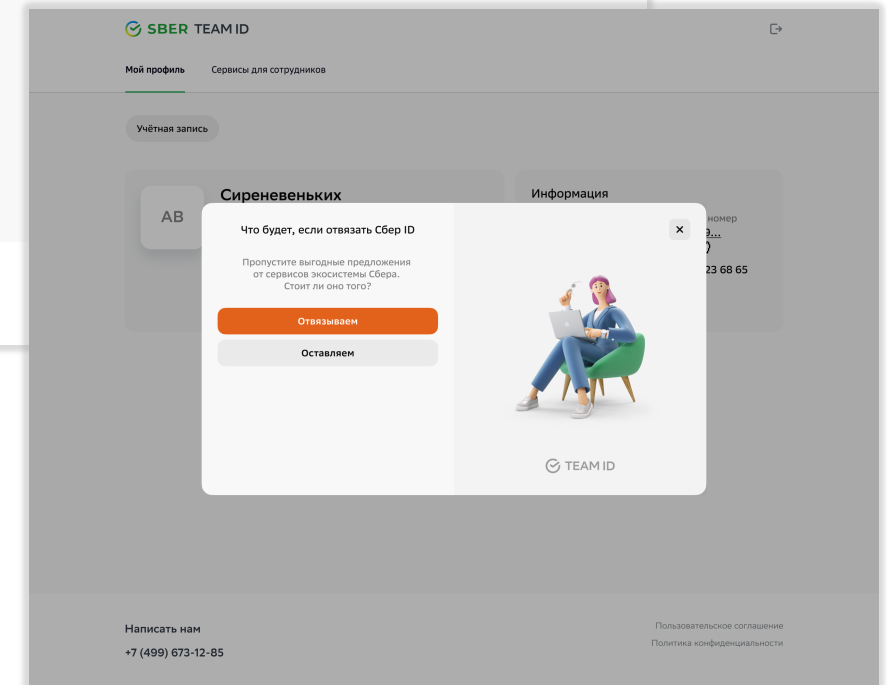 SBER TEAM ID
Мой профиль
Сервисы для сотрудников
Учётная запись
АВ
Сиреневеньких
Информация
номер
23 68 65
Что будет, если отвязать Сбер ID
Пропустите выгодные предложения
от сервисов экосистемы Сбера.
Стоит ли оно того?
Отвязываем
Оставляем
TEAM ID
Написать нам
+7 (499) 673-12-85
Пользовательское соглашение
Политика конфиденциальности